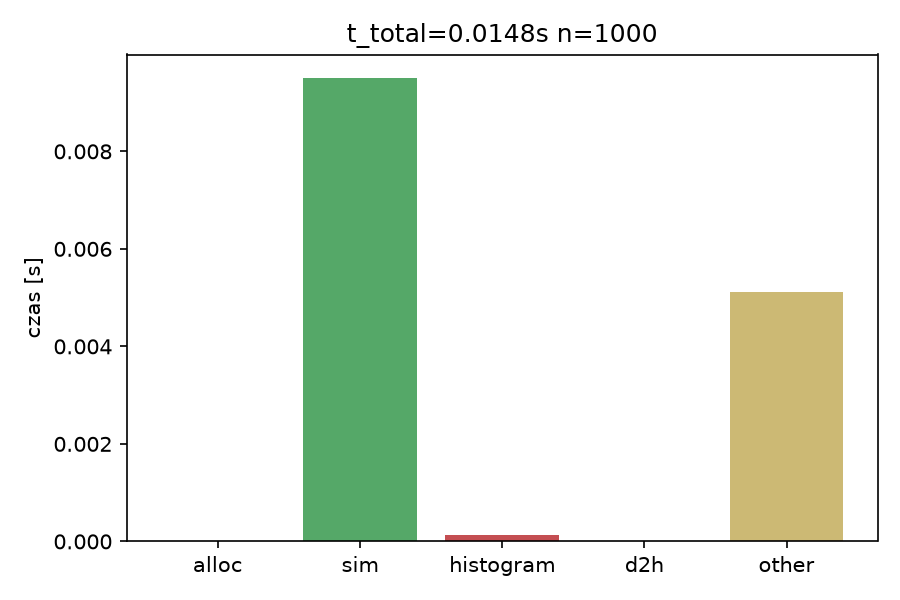 t_total=0.0148s n=1000
czas [s]
0.008
0.006
0.004
0.002
0.000
alloc sim histogram d2h other